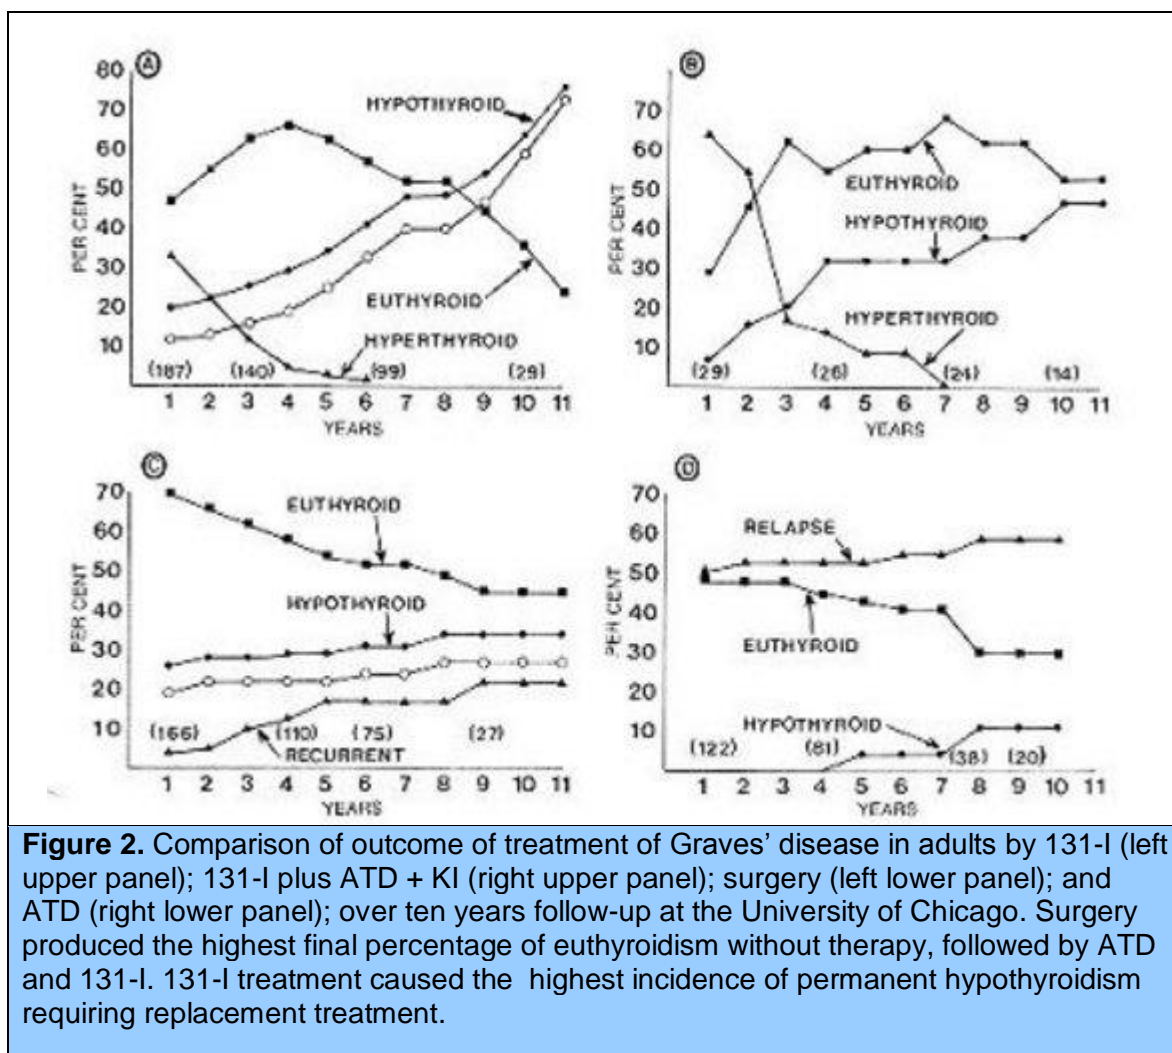 A
80
70
60
50
40
30
20
10
PER CENT
HYPOTHYROID
EUTHYROID
HYPERTHYROID
(187) (140) (99) (29)
1 2 3 4 5 6 7 8 9 10 11
YEARS
B
70
60
50
40
30
20
10
PER CENT
EUTHYROID
HYPOTHYROID
HYPERTHYROID
(29) (26) (21) (14)
1 2 3 4 5 6 7 8 9 10 11
YEARS
C
70
60
50
40
30
20
10
PER CENT
EUTHYROID
HYPOTHYROID
(166) (110) (75) (27)
RECURRENT
1 2 3 4 5 6 7 8 9 10 11
YEARS
D
70
60
50
40
30
20
10
PER CENT
RELAPSE
EUTHYROID
HYPOTHYROID
(122) (81) (38) (20)
1 2 3 4 5 6 7 8 9 10 11
YEARS
Figure 2. Comparison of outcome of treatment of Graves’ disease in adults by 131-I (left
upper panel); 131-I plus ATD + KI (right upper panel); surgery (left lower panel); and
ATD (right lower panel); over ten years follow-up at the University of Chicago. Surgery
produced the highest final percentage of euthyroidism without therapy, followed by ATD
and 131-I. 131-I treatment caused the highest incidence of permanent hypothyroidism
requiring replacement treatment.